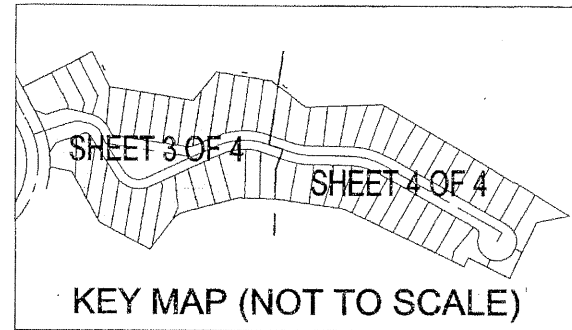 SHEET 3 OF 4
SHEET 4 OF 4
KEY MAP (NOT TO SCALE)